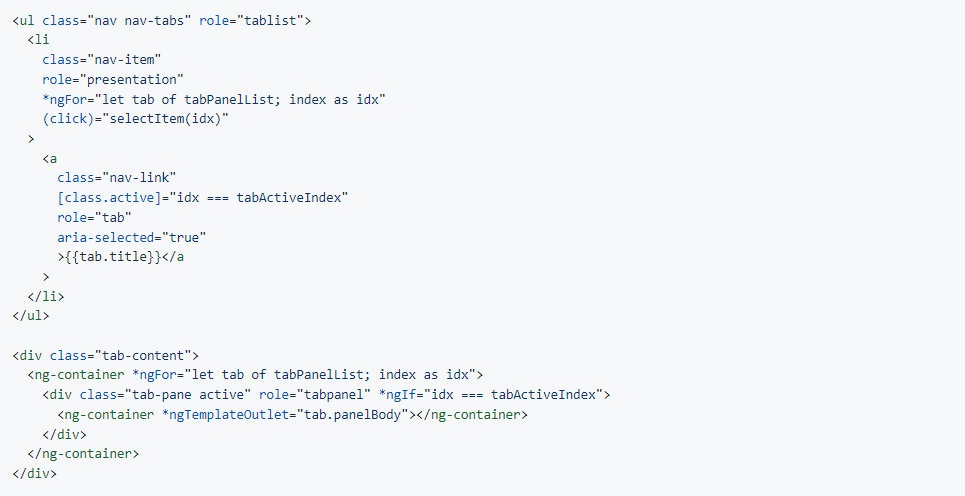 <ul class="nav nav-tabs" role="tablist">
  <li
    class="nav-item"
    role="presentation"
    *ngFor="let tab of tabPanelList; index as idx"
    (click)="selectItem(idx)"
  >
    <a
      class="nav-link"
      [class.active]="idx === tabActiveIndex"
      role="tab"
      aria-selected="true"
      >{{tab.title}}</a
    >
  </li>
</ul>

<div class="tab-content">
  <ng-container *ngFor="let tab of tabPanelList; index as idx">
    <div class="tab-pane active" role="tabpanel" *ngIf="idx === tabActiveIndex">
      <ng-container *ngTemplateOutlet="tab.panelBody"></ng-container>
    </div>
  </ng-container>
</div>